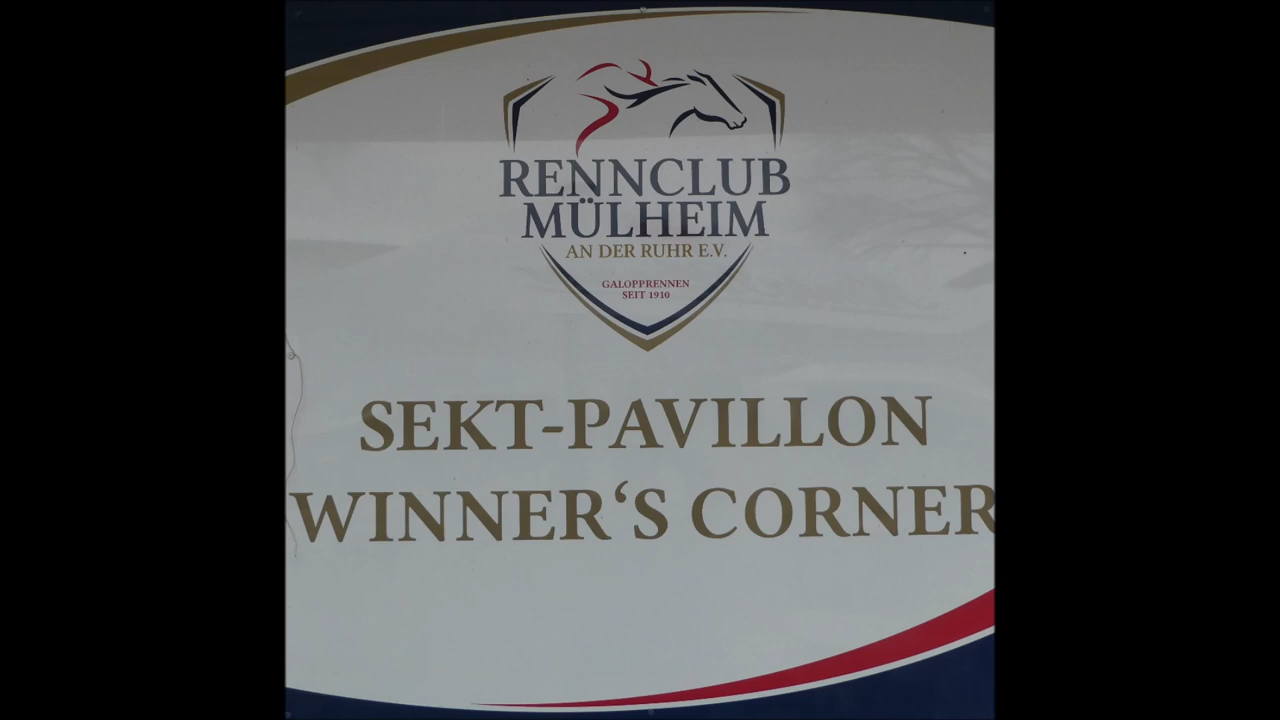 RENNCLUB
MÜLHEIM
AN DER RUHR E.V.
GALOPPRENNEN
SEIT 1910
SEKT-PAVILLON
WINNER‘S CORNER